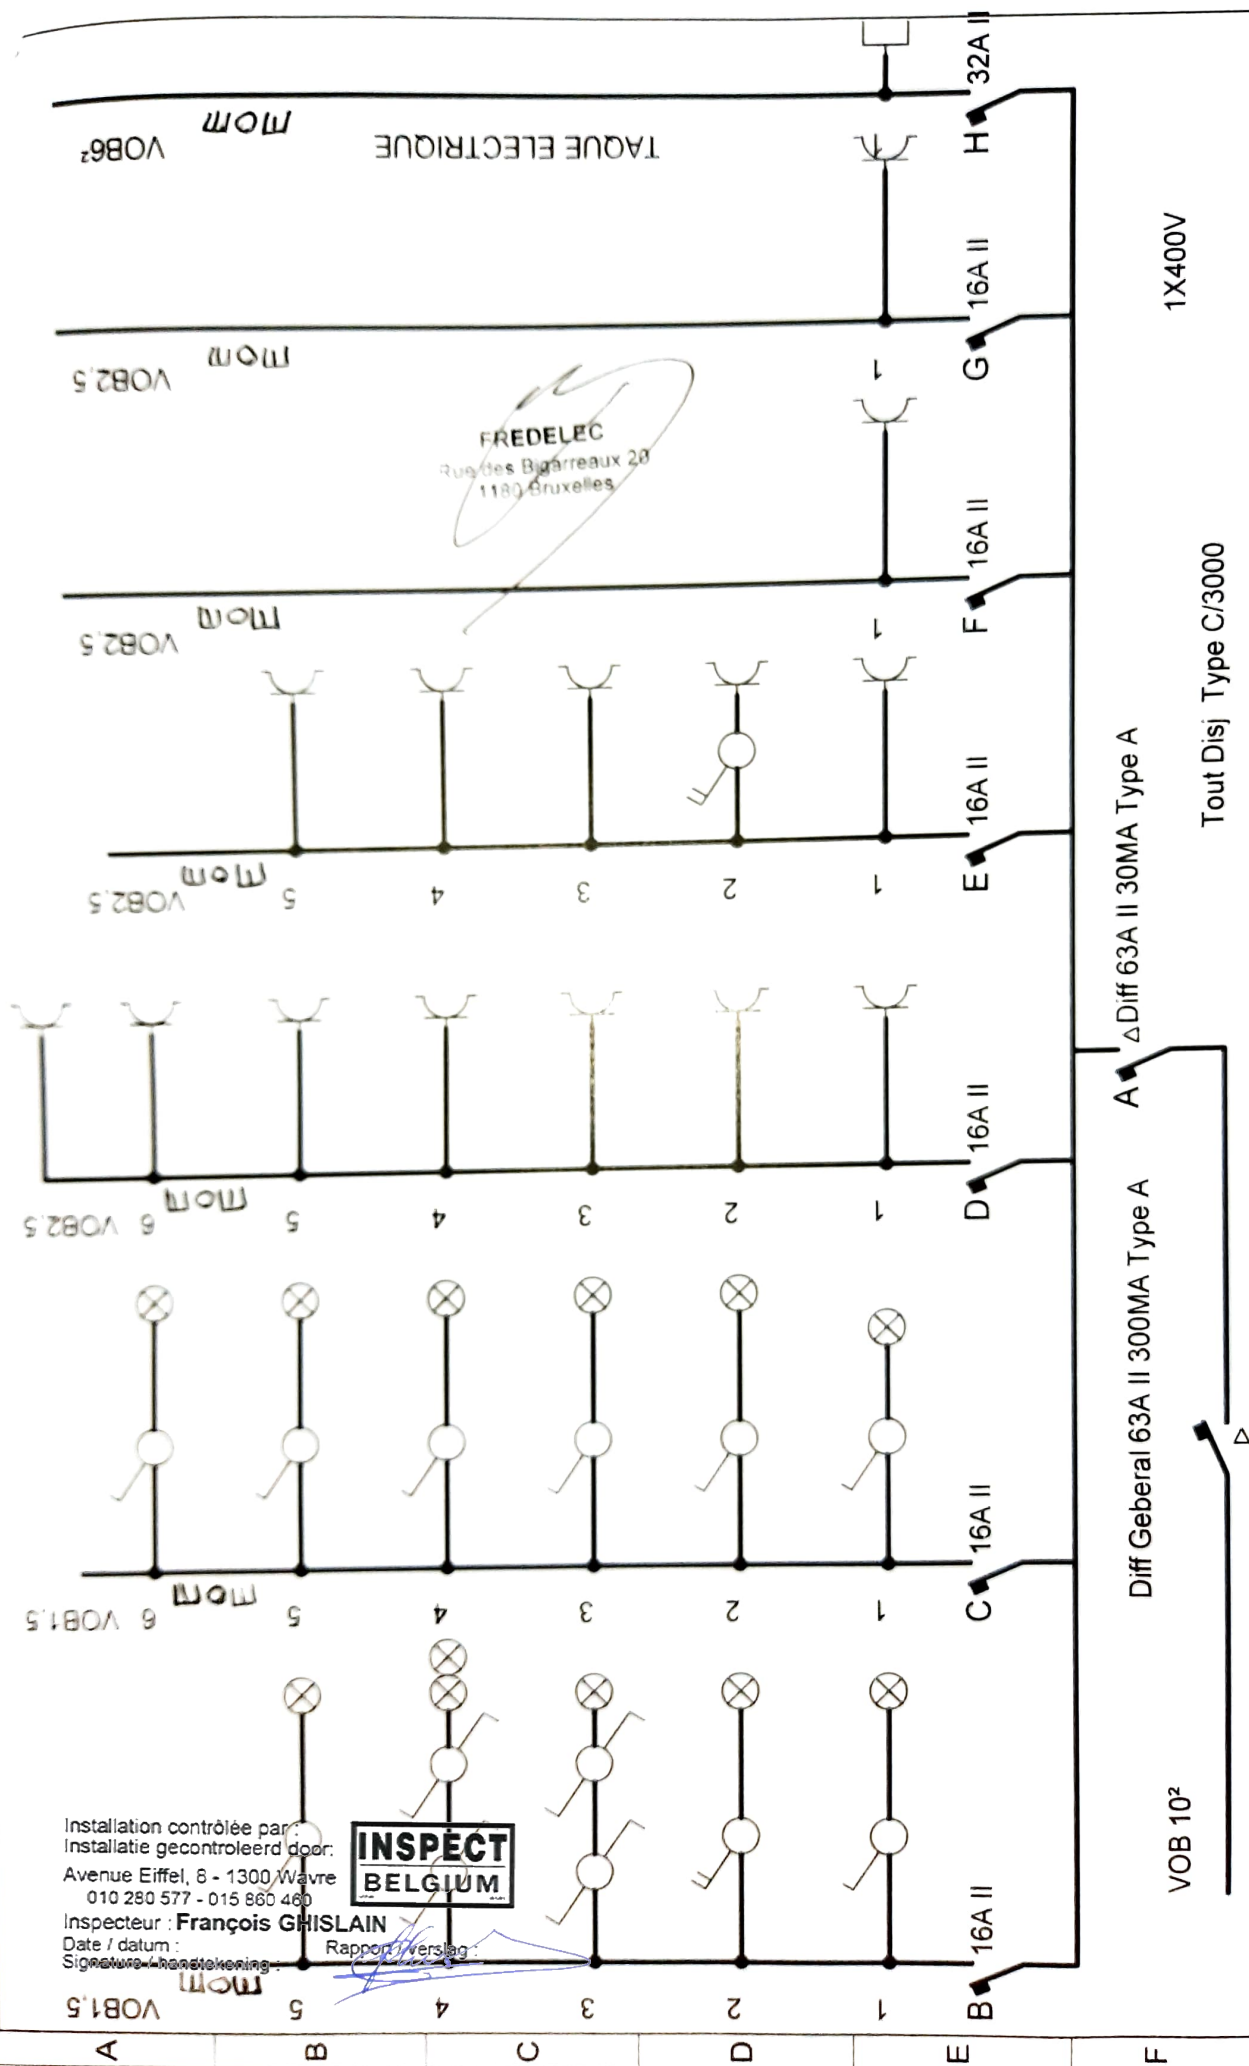 32A II
H
VOB6²
mom
TAQUE ELECTRIQUE
16A II
G
1
VOB2,5
mom
1X400V
FREDELEC
Rue des Bigarreaux 20
1180 Bruxelles
16A II
F
1
VOB2,5
mom
16A II
E
1
2
3
4
5
VOB2,5
mom
16A II
D
1
2
3
4
5
6
VOB2,5
mom
16A II
C
1
2
3
4
5
6
VOB1,5
mom
16A II
B
1
2
3
4
5
VOB1,5
mom
A
ΔDiff 63A II 30MA Type A
Tout Disj Type C/3000
Diff Geberal 63A II 300MA Type A
Δ
VOB 10²
Installation contrôlée par :
Installatie gecontroleerd door:
Avenue Eiffel, 8 - 1300 Wavre
010 280 577 - 015 860 460
Inspecteur : François GHISLAIN
Date / datum :
Rapport / verslag :
Signature / handtekening :
INSPECT
BELGIUM
A
B
C
D
E
F